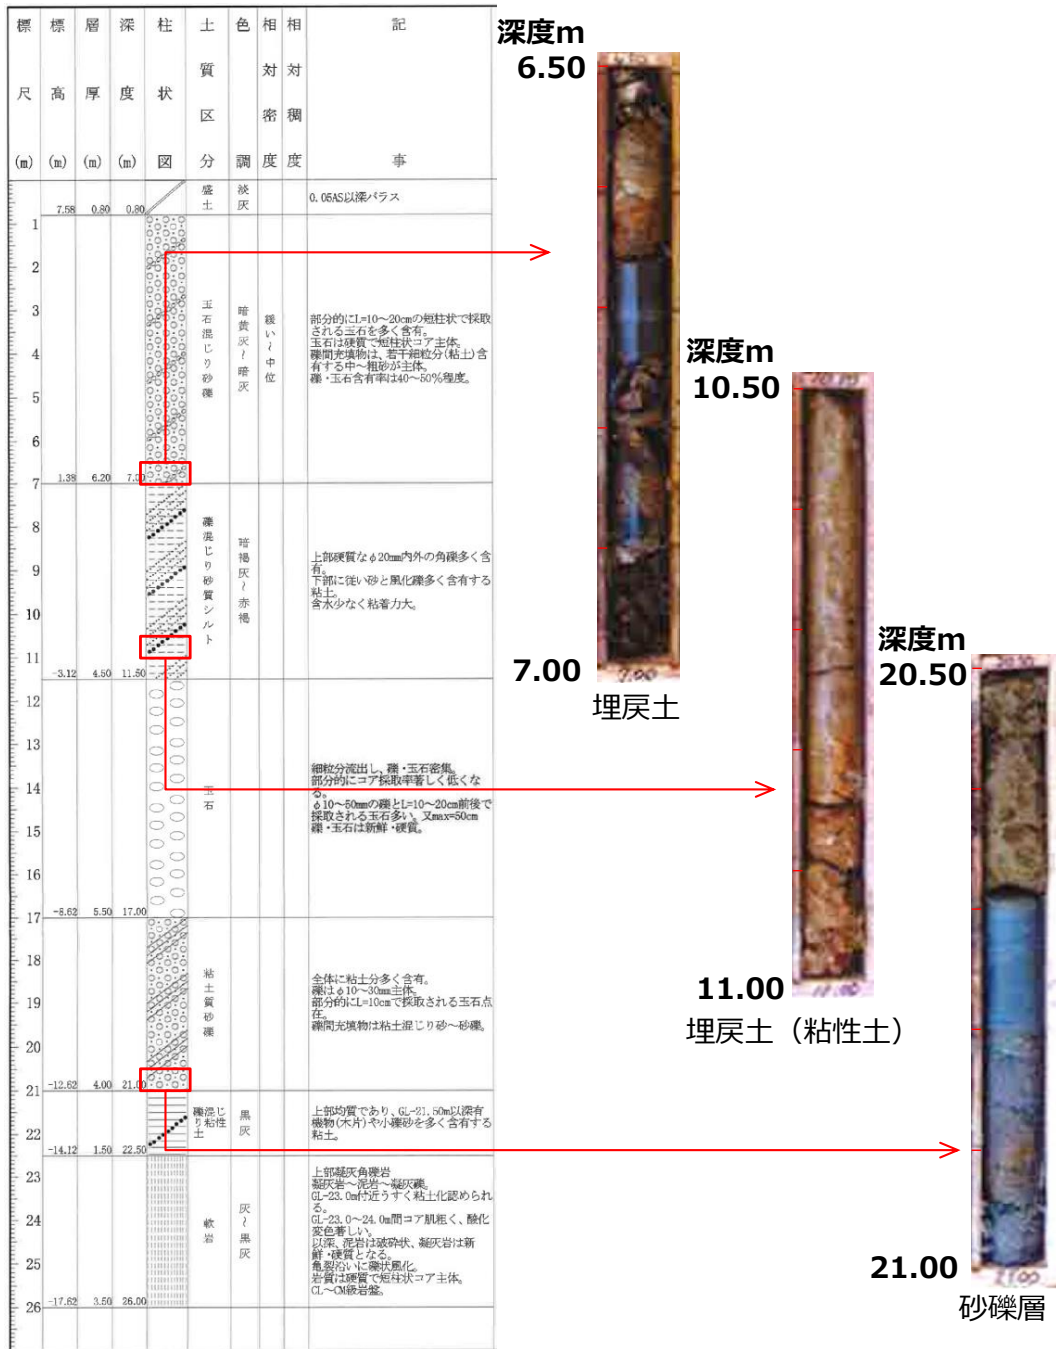 標尺(m)
標高(m)
層厚(m)
深度(m)
柱状図
土質区分
色調
相対密度
相対稠度
記事
7.58 0.80 0.80
盛土
淡灰
0.05AS以深バラス
1
2
3
4
5
6
7
1.38 6.20 7.00
玉石混じり砂礫
暗黄灰～暗灰
緩い～中位
部分的にL=10～20cmの短柱状で採取
される玉石を多く含有。
玉石は硬質で短柱状コア主体。
礫間充填物は、若干細粒分(粘土)含
有する中～粗砂が主体。
礫・玉石含有率は40～50%程度。
8
9
10
11
-3.12 4.50 11.50
礫混じり砂質シルト
暗褐灰～赤褐
上部硬質なφ20mm内外の角礫多く含
有。
下部に従い砂と風化礫多く含有する
粘土。
含水少なく粘着力大。
12
13
14
15
16
17
-8.62 5.50 17.00
玉石
細粒分流出し、礫・玉石密集。
部分的にコア採取率著しく低くな
る。
φ10～50mmの礫とL=10～20cm前後で
採取される玉石多い。又max=50cm
礫・玉石は新鮮・硬質。
18
19
20
21
-12.62 4.00 21.00
粘土質砂礫
全体に粘土分多く含有。
礫はφ10～30mm主体。
部分的にL=10cmで採取される玉石点
在。
礫間充填物は粘土混じり砂～砂礫。
22
-14.12 1.50 22.50
礫混じ
り粘性
土
黒灰
上部均質であり、GL-21.50m以深有
機物(木片)や小礫砂を多く含有する
粘土。
23
24
25
26
-17.62 3.50 26.00
軟岩
灰～黒灰
上部凝灰角礫岩
凝灰岩～泥岩～凝灰礫。
GL-23.0m付近うすく粘土化認められ
る。
GL-23.0～24.0m間コア肌粗く、酸化
変色著しい。
以深、泥岩は破砕状、凝灰岩は新
鮮・硬質となる。
亀裂沿いに礫状風化。
岩質は硬質で短柱状コア主体。
CL～CM級岩盤。
深度m
6.50
7.00
7.00
埋戻土
深度m
10.50
11.00
11.00
埋戻土（粘性土）
深度m
20.50
21.00
21.00
砂礫層